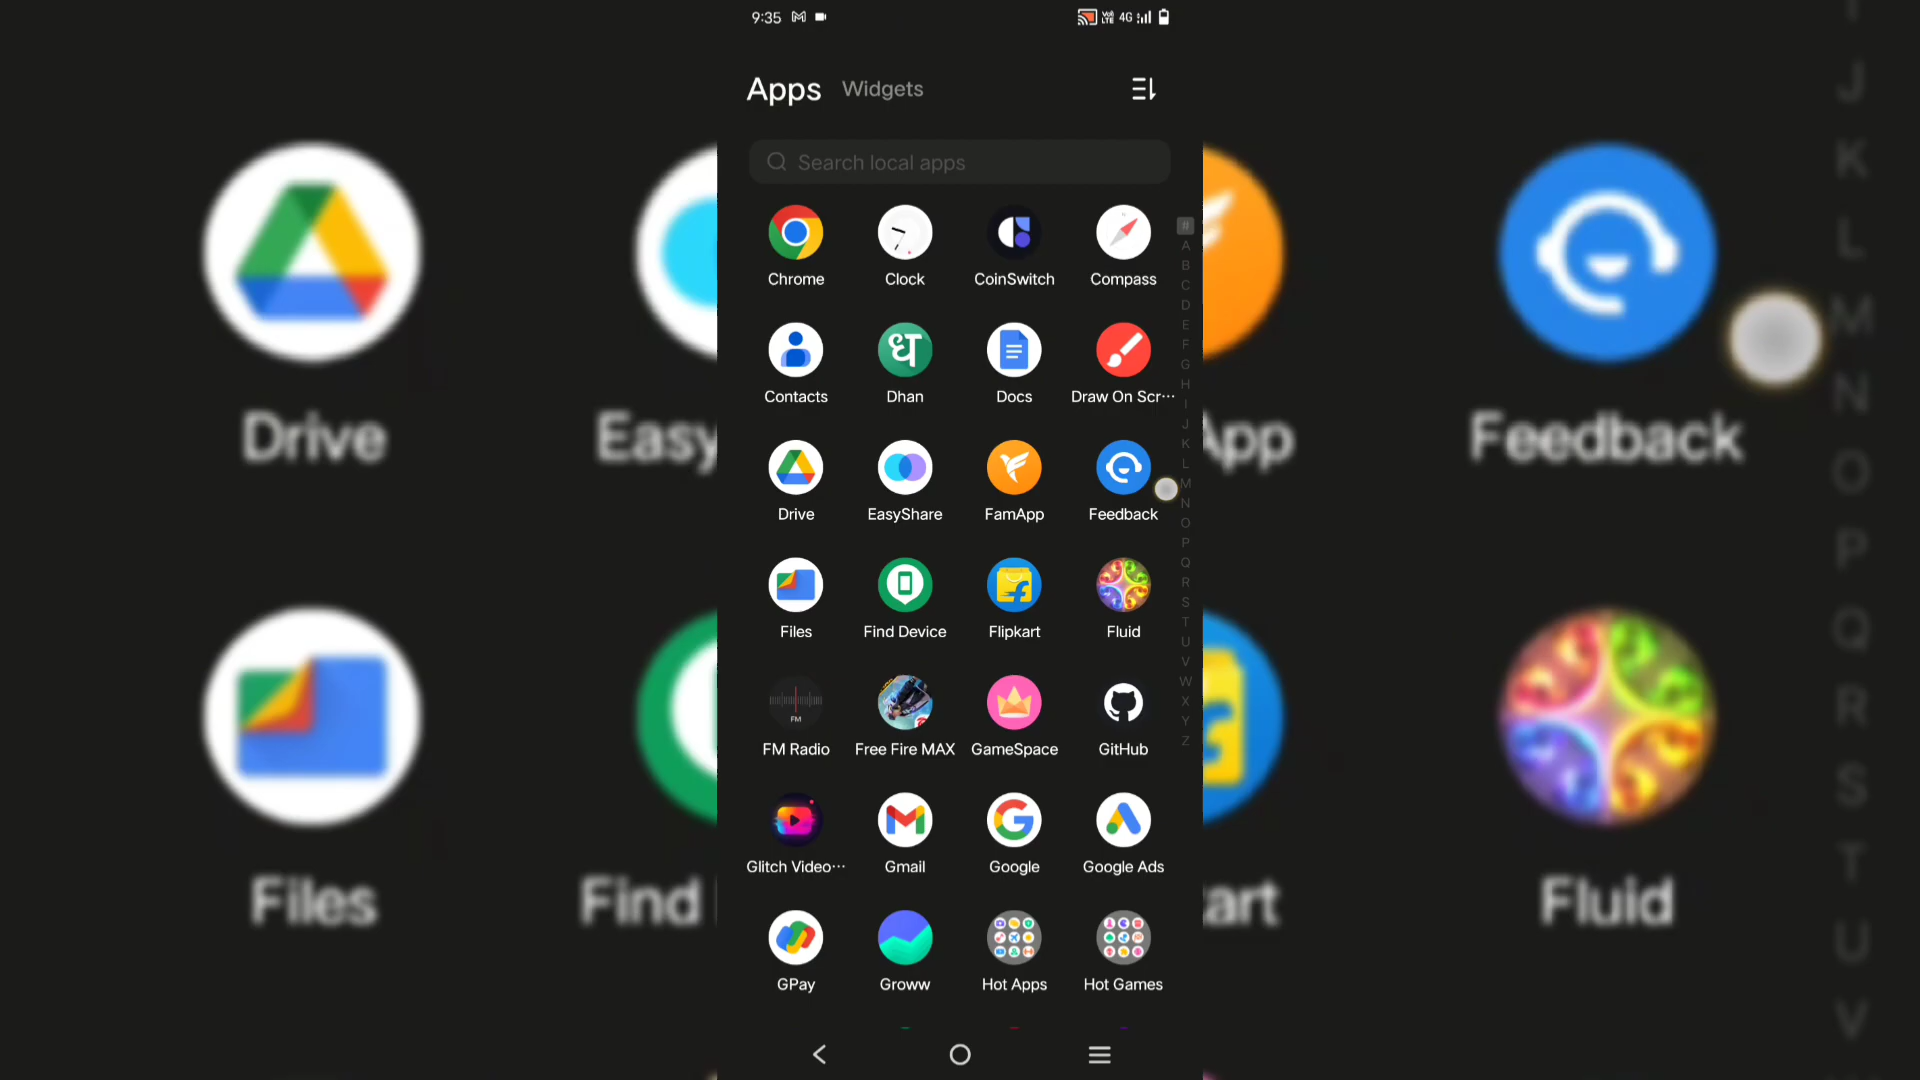 9:35 4G
Apps Widgets
Search local apps
Chrome Clock CoinSwitch Compass
Contacts Dhan Docs Draw On Scr···
Drive EasyShare FamApp Feedback
Files Find Device Flipkart Fluid
FM Radio Free Fire MAX GameSpace GitHub
Glitch Video··· Gmail Google Google Ads
GPay Groww Hot Apps Hot Games
ध
FM
#
A
B
C
D
E
F
G
H
I
J
K
L
M
N
O
P
Q
R
S
T
U
V
W
X
Y
Z
Drive Easy App Feedback
Files Find art Fluid
J
K
L
M
N
O
P
Q
R
S
T
U
V